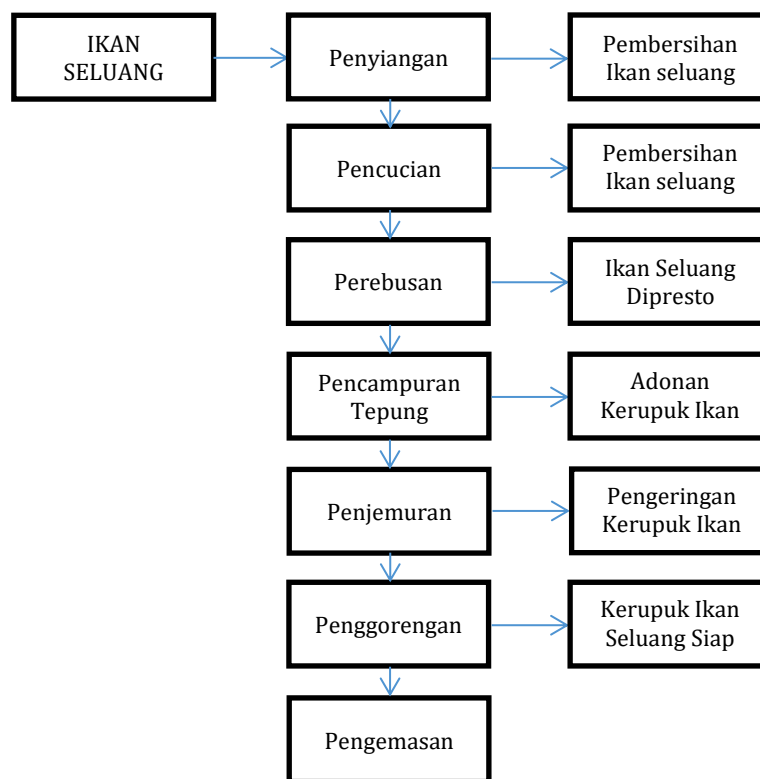 IKAN
SELUANG
Penyiangan
Pembersihan
Ikan seluang
Pencucian
Pembersihan
Ikan seluang
Perebusan
Ikan Seluang
Dipresto
Pencampuran
Tepung
Adonan
Kerupuk Ikan
Penjemuran
Pengeringan
Kerupuk Ikan
Penggorengan
Kerupuk Ikan
Seluang Siap
Pengemasan